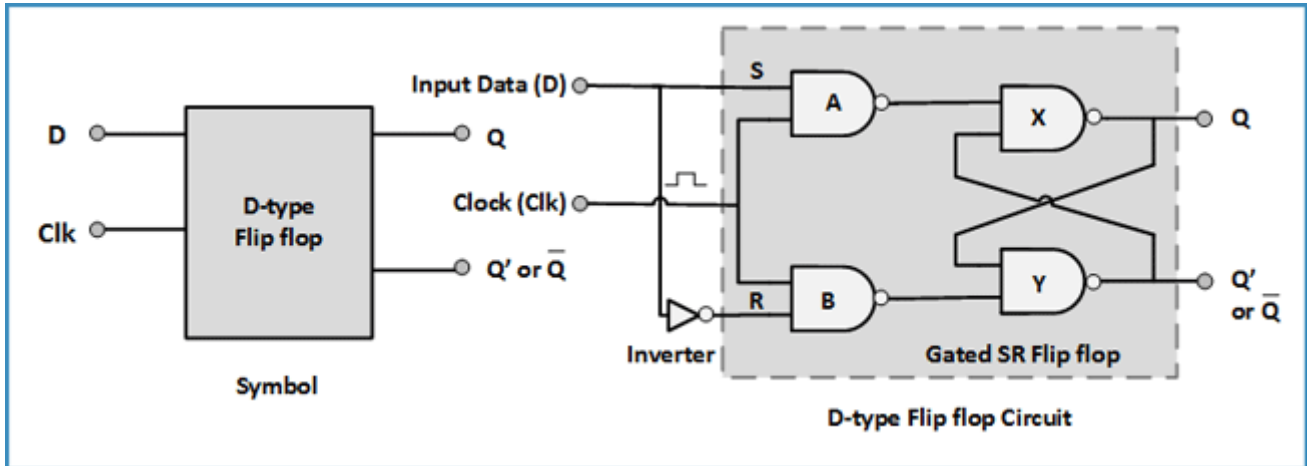 D
Clk
D-type
Flip flop
Q
Q' or Q̅
Symbol
Input Data (D)
Clock (Clk)
Inverter
S
R
A
B
X
Y
Q
Q'
or Q̅
Gated SR Flip flop
D-type Flip flop Circuit